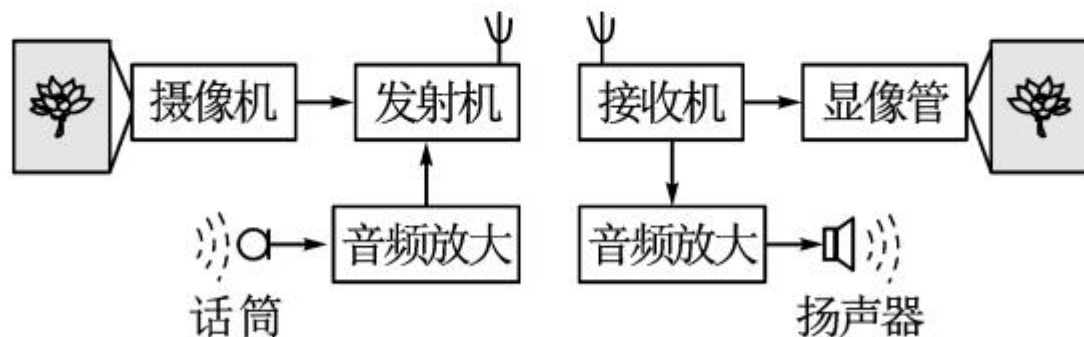 摄像机
发射机
接收机
显像管
音频放大
音频放大
话筒
扬声器